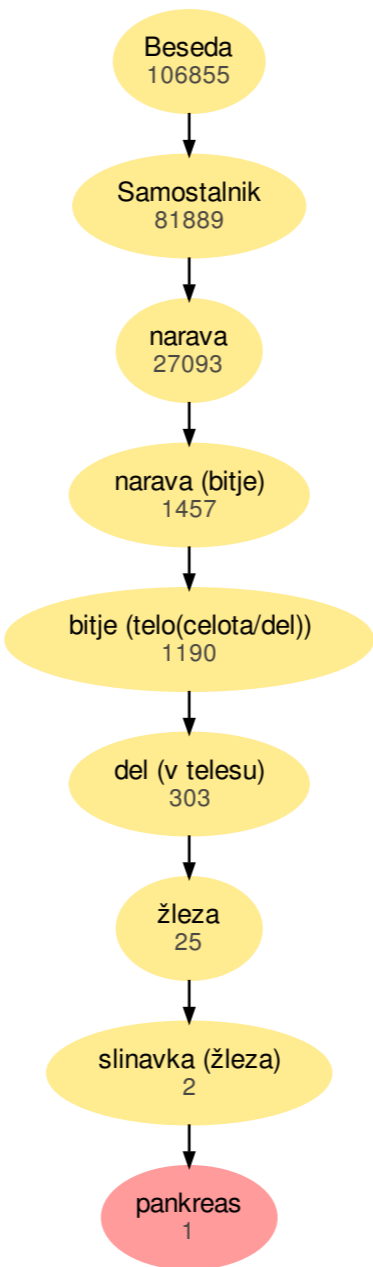 Beseda
106855
Samostalnik
81889
narava
27093
narava (bitje)
1457
bitje (telo(celota/del))
1190
del (v telesu)
303
žleza
25
slinavka (žleza)
2
pankreas
1